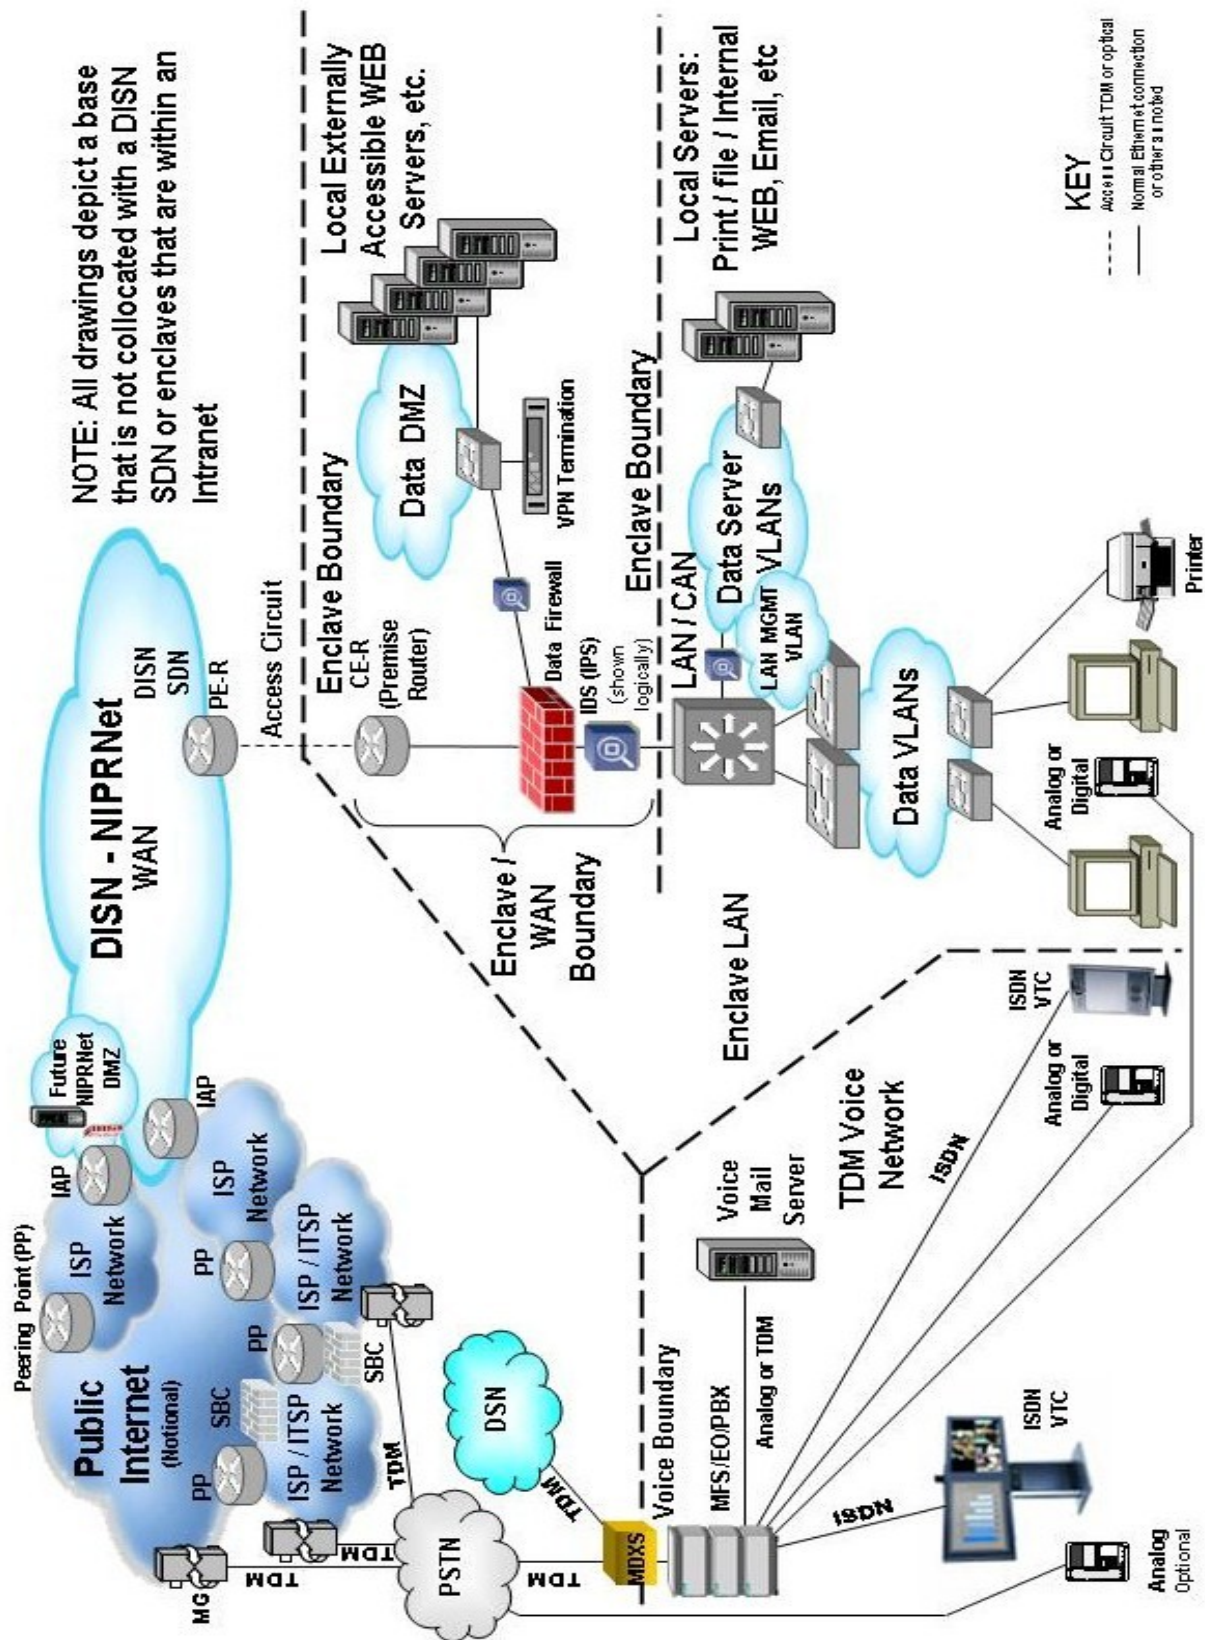 NOTE: All drawings depict a base
that is not collocated with a DISN
SDN or enclaves that are within an
Intranet
Peering Point (PP)
ISP
Network
IAP
Future
NIPRNet
DMZ
IAP
DISN - NIPRNet
WAN
DISN
SDN
PE-R
Public
Internet
(Notional)
ISP
Network
PP
ISP / ITSP
Network
SBC
PP
SBC
PP
ISP / ITSP
Network
MG
TDM
TDM
TDM
PSTN
DSN
TDM
TDM
MDXS
Access Circuit
Enclave Boundary
CE-R
(Premise
Router)
Local Externally
Accessible WEB
Servers, etc.
Data DMZ
VPN Termination
Data Firewall
IDS (IPS)
(shown
logically)
Enclave /
WAN
Boundary
Enclave Boundary
LAN / CAN
Local Servers:
Print / file / Internal
WEB, Email, etc
Data Server
VLANs
LAN MGMT
VLAN
Data VLANs
Enclave LAN
Voice Boundary
MFS/EO/PBX
Analog or TDM
Voice
Mail
Server
TDM Voice
Network
ISDN
ISDN
ISDN
VTC
Analog or
Digital
ISDN
VTC
Analog or
Digital
Printer
Analog
Optional
KEY
Access Circuit TDM or optical
Normal Ethernet connection
or other as noted